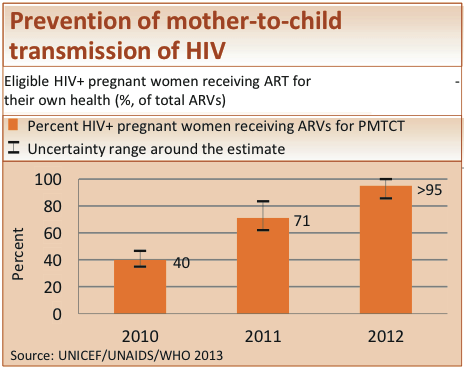 Prevention of mother-to-child
transmission of HIV
Eligible HIV+ pregnant women receiving ART for -
their own health (%, of total ARVs)
Percent HIV+ pregnant women receiving ARVs for PMTCT
Uncertainty range around the estimate
Percent
100
80
60
40
20
0
40
71
>95
2010 2011 2012
Source: UNICEF/UNAIDS/WHO 2013